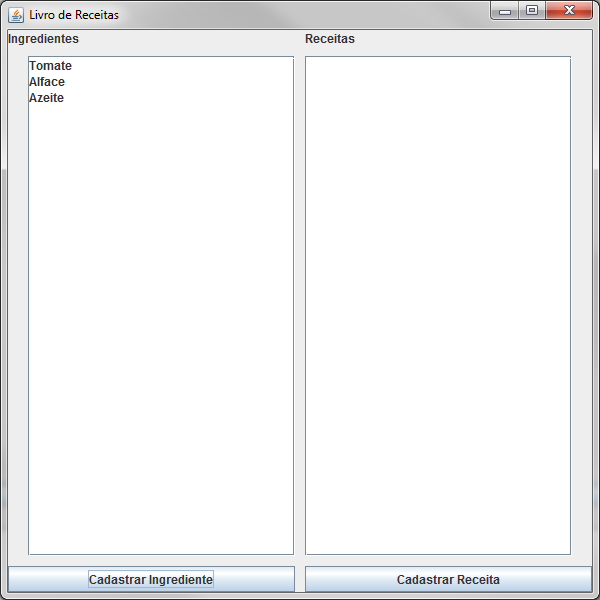 Livro de Receitas
Ingredientes
Receitas
Tomate
Alface
Azeite
Cadastrar Ingrediente
Cadastrar Receita